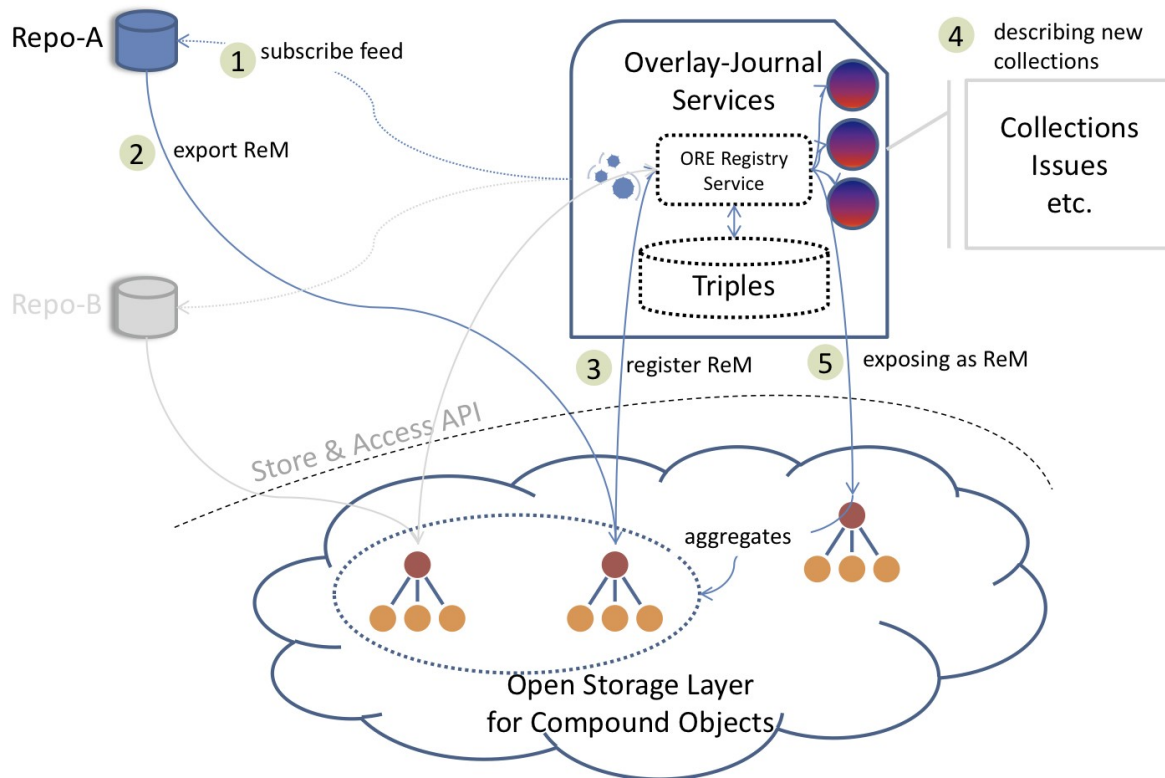 Repo-A
1
subscribe feed
2
export ReM
Repo-B
Overlay-Journal
Services
ORE Registry
Service
Triples
4
describing new
collections
Collections
Issues
etc.
3
register ReM
5
exposing as ReM
Store & Access API
aggregates
Open Storage Layer
for Compound Objects